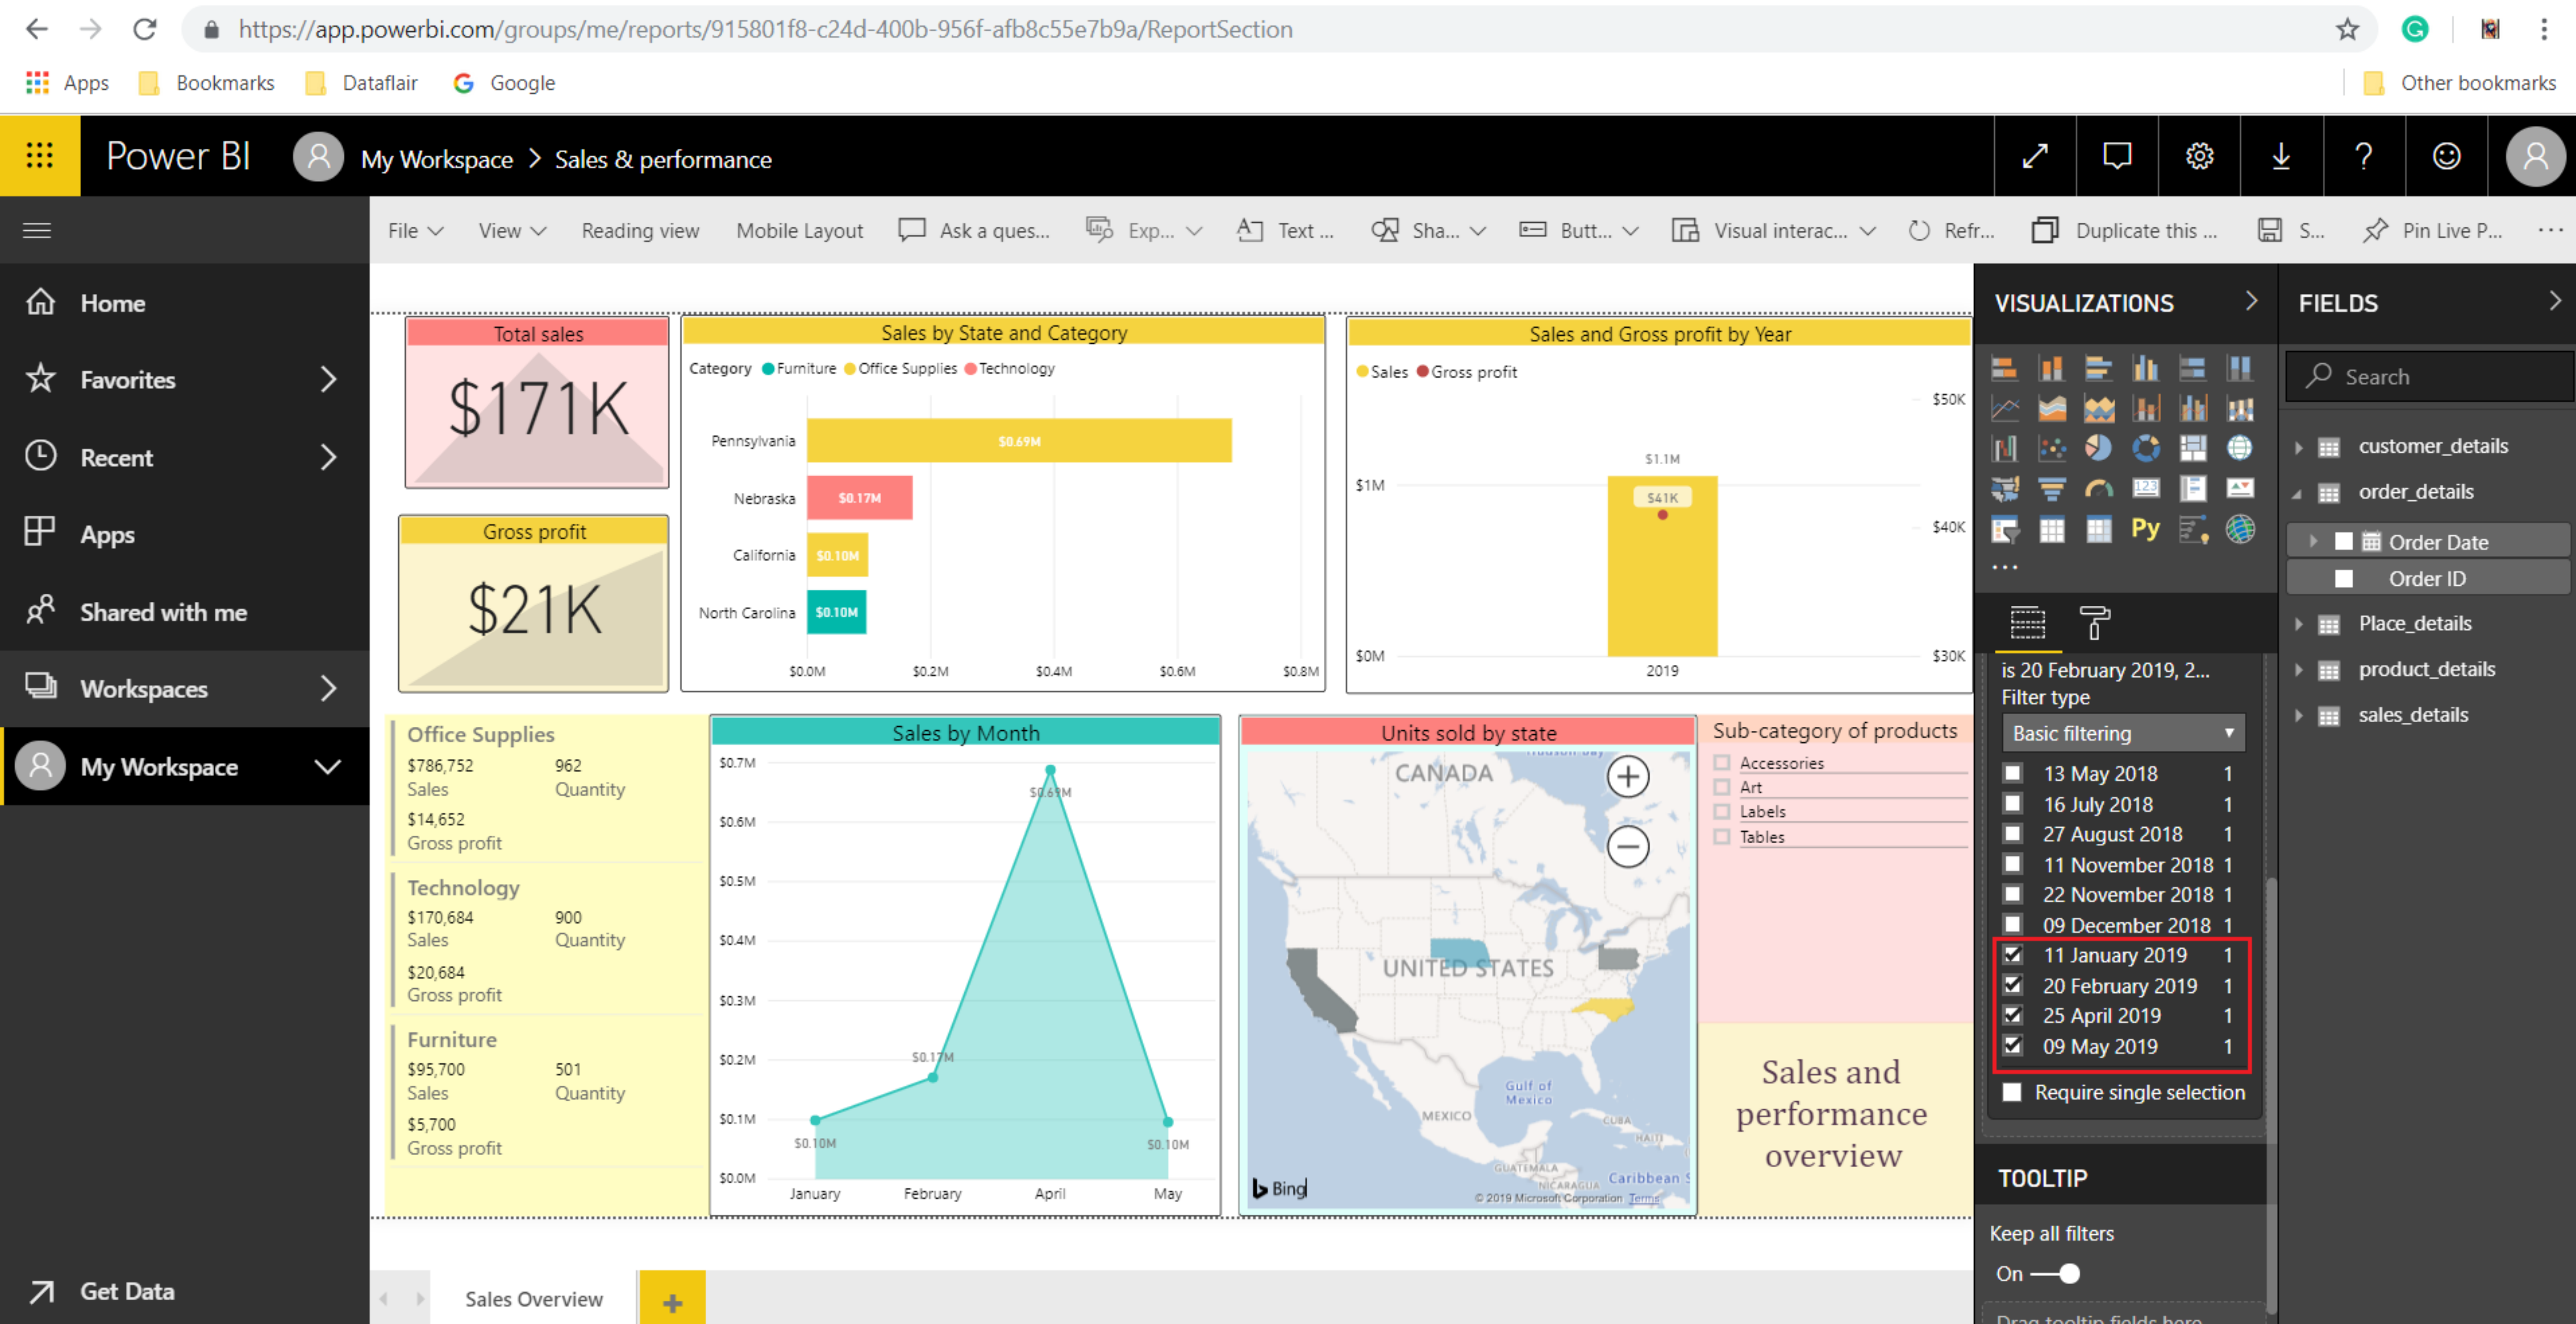 https://app.powerbi.com/groups/me/reports/915801f8-c24d-400b-956f-afb8c55e7b9a/ReportSection
Apps Bookmarks Dataflair Google Other bookmarks
Power BI My Workspace > Sales & performance
File View Reading view Mobile Layout Ask a ques... Exp... Text ... Sha... Butt... Visual interac... Refr... Duplicate this ... S... Pin Live P... ...
Home
Favorites
Recent
Apps
Shared with me
Workspaces
My Workspace
Get Data
Total sales
$171K
Gross profit
$21K
Sales by State and Category
Category Furniture Office Supplies Technology
Pennsylvania $0.69M
Nebraska $0.17M
California $0.10M
North Carolina $0.10M
$0.0M $0.2M $0.4M $0.6M $0.8M
Sales and Gross profit by Year
Sales Gross profit
$50K
$1.1M
$1M
$41K
$40K
$0M $30K
2019
Office Supplies
$786,752 962
Sales Quantity
$14,652
Gross profit
Technology
$170,684 900
Sales Quantity
$20,684
Gross profit
Furniture
$95,700 501
Sales Quantity
$5,700
Gross profit
Sales by Month
$0.7M
$0.69M
$0.6M
$0.5M
$0.4M
$0.3M
$0.2M
$0.17M
$0.1M
$0.10M $0.10M
$0.0M
January February April May
Units sold by state
Hudson Bay
CANADA
UNITED STATES
Gulf of
Mexico
MEXICO
CUBA
HAITI
GUATEMALA
NICARAGUA
Caribbean S
Bing
© 2019 Microsoft Corporation Terms
Sub-category of products
Accessories
Art
Labels
Tables
Sales and
performance
overview
Sales Overview
+
VISUALIZATIONS
123
Py
...
is 20 February 2019, 2...
Filter type
Basic filtering
13 May 2018 1
16 July 2018 1
27 August 2018 1
11 November 2018 1
22 November 2018 1
09 December 2018 1
11 January 2019 1
20 February 2019 1
25 April 2019 1
09 May 2019 1
Require single selection
TOOLTIP
Keep all filters
On
Drag tooltip fields here
FIELDS
Search
customer_details
order_details
Order Date
Order ID
Place_details
product_details
sales_details